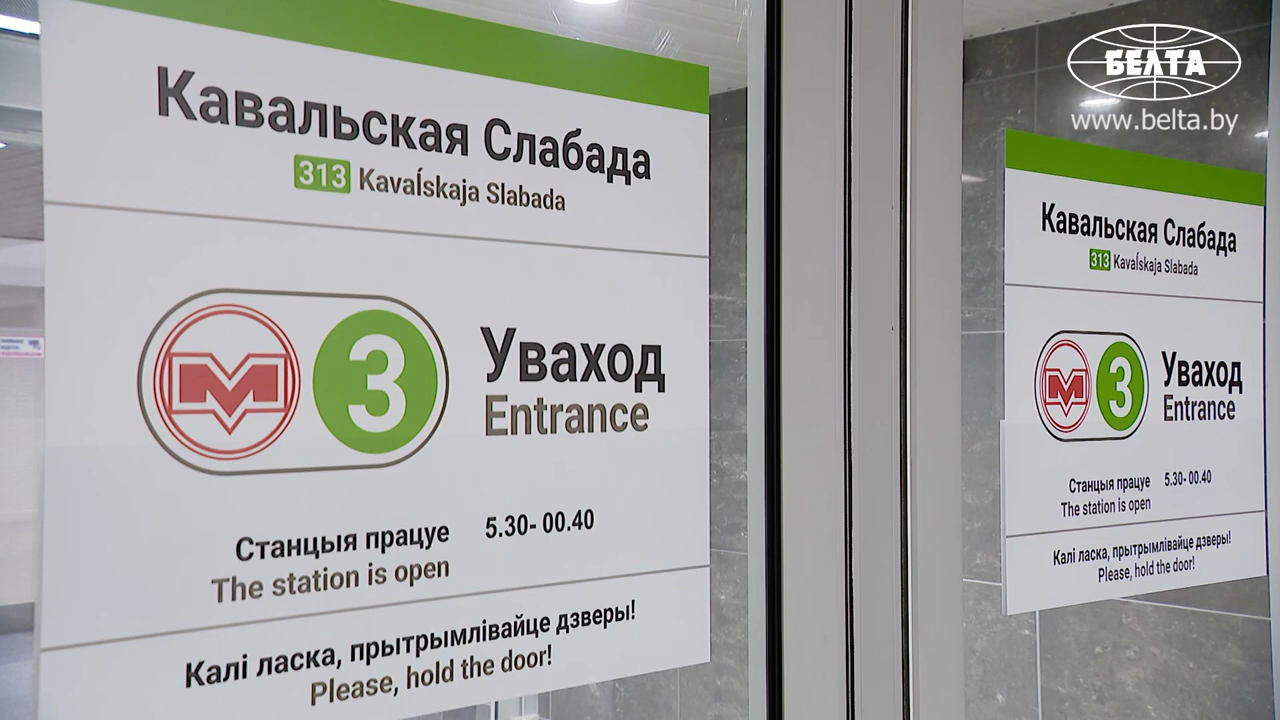 БЕЛТА
www.belta.by
Кавальская Слабада
313 Kavaĺskaja Slabada
М 3
Уваход
Entrance
Станцыя працуе 5.30- 00.40
The station is open
Калі ласка, прытрымлівайце дзверы!
Please, hold the door!
Кавальская Слабада
313 Kavaĺskaja Slabada
М 3
Уваход
Entrance
Станцыя працуе 5.30- 00.40
The station is open
Калі ласка, прытрымлівайце дзверы!
Please, hold the door!